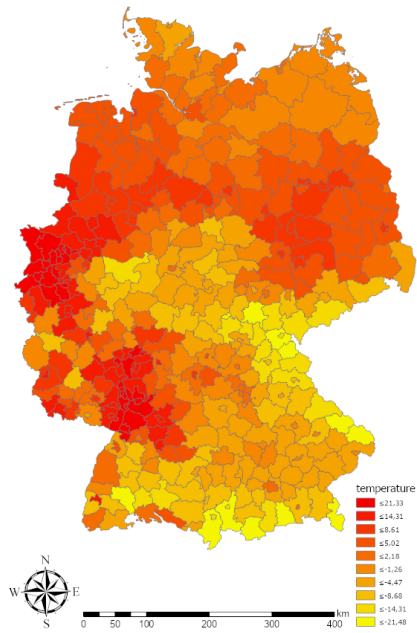 temperature
≤21,33
≤14,31
≤8,61
≤5,02
≤2,18
≤-1,26
≤-4,47
≤-8,68
≤-14,31
≤-21,48
N
W E
S
0 50 100 200 300 400
km